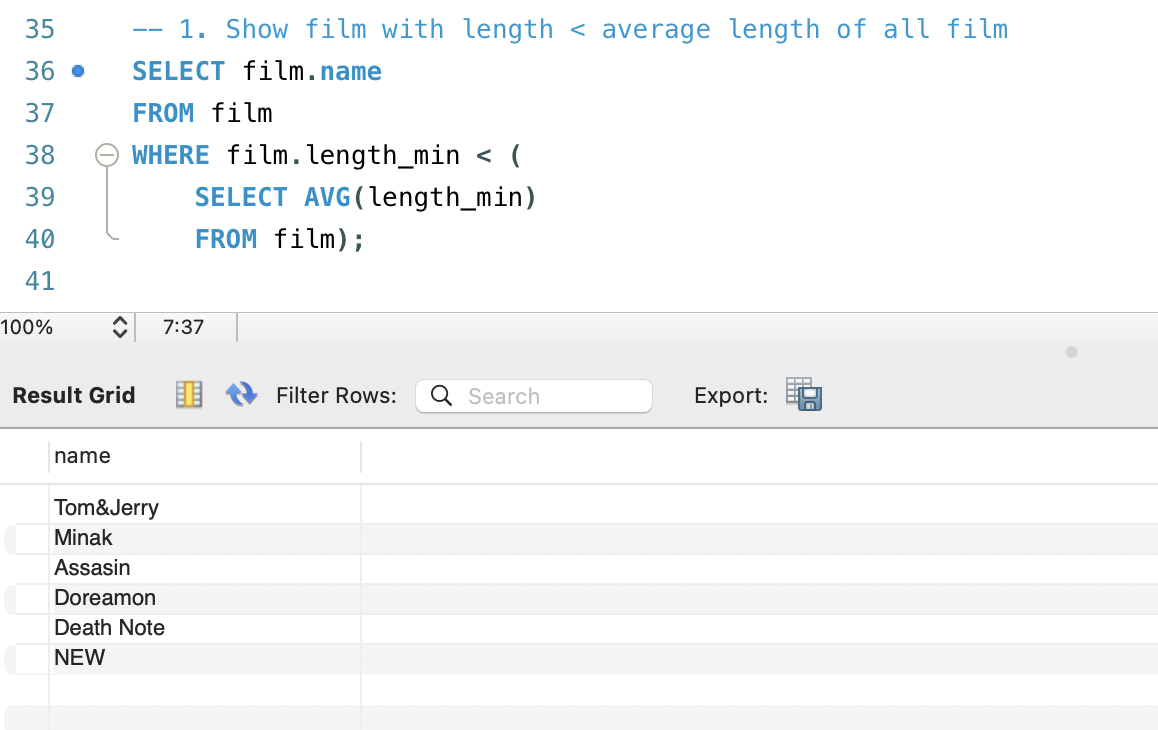 35 -- 1. Show film with length < average length of all film
36 SELECT film.name
37 FROM film
38 WHERE film.length_min < (
39 SELECT AVG(length_min)
40 FROM film);
41
100% 7:37
Result Grid Filter Rows: Search Export:
name
Tom&Jerry
Minak
Assasin
Doreamon
Death Note
NEW